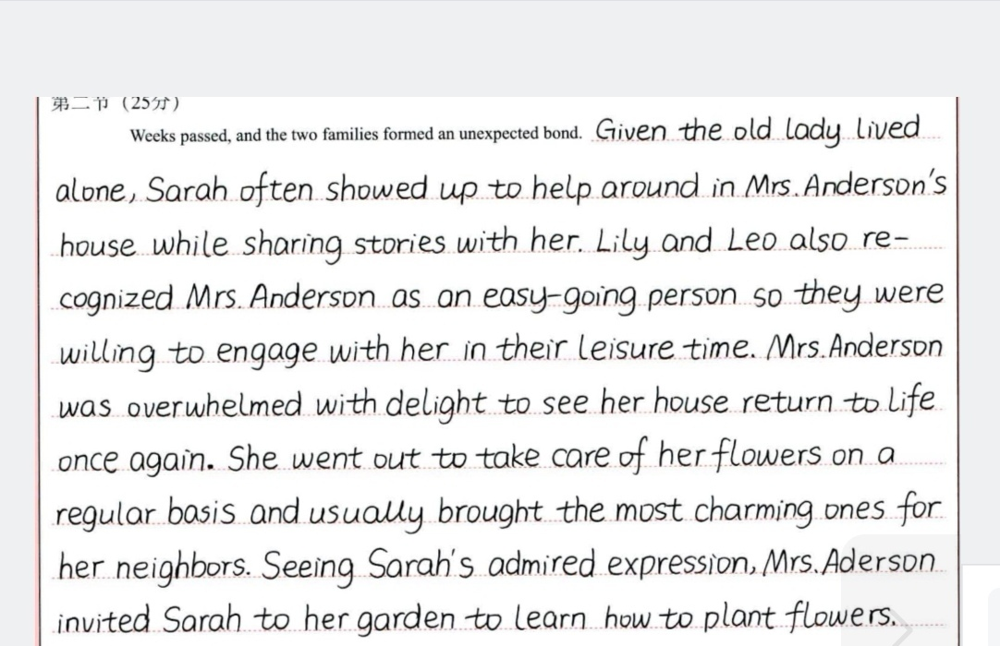 第二节（25分）
Weeks passed, and the two families formed an unexpected bond. Given the old lady lived
alone, Sarah often showed up to help around in Mrs. Anderson's
house while sharing stories with her. Lily and Leo also re-
cognized Mrs. Anderson as an easy-going person so they were
willing to engage with her in their leisure time. Mrs. Anderson
was overwhelmed with delight to see her house return to life
once again. She went out to take care of her flowers on a
regular basis and usually brought the most charming ones for
her neighbors. Seeing Sarah's admired expression, Mrs. Aderson
invited Sarah to her garden to learn how to plant flowers.